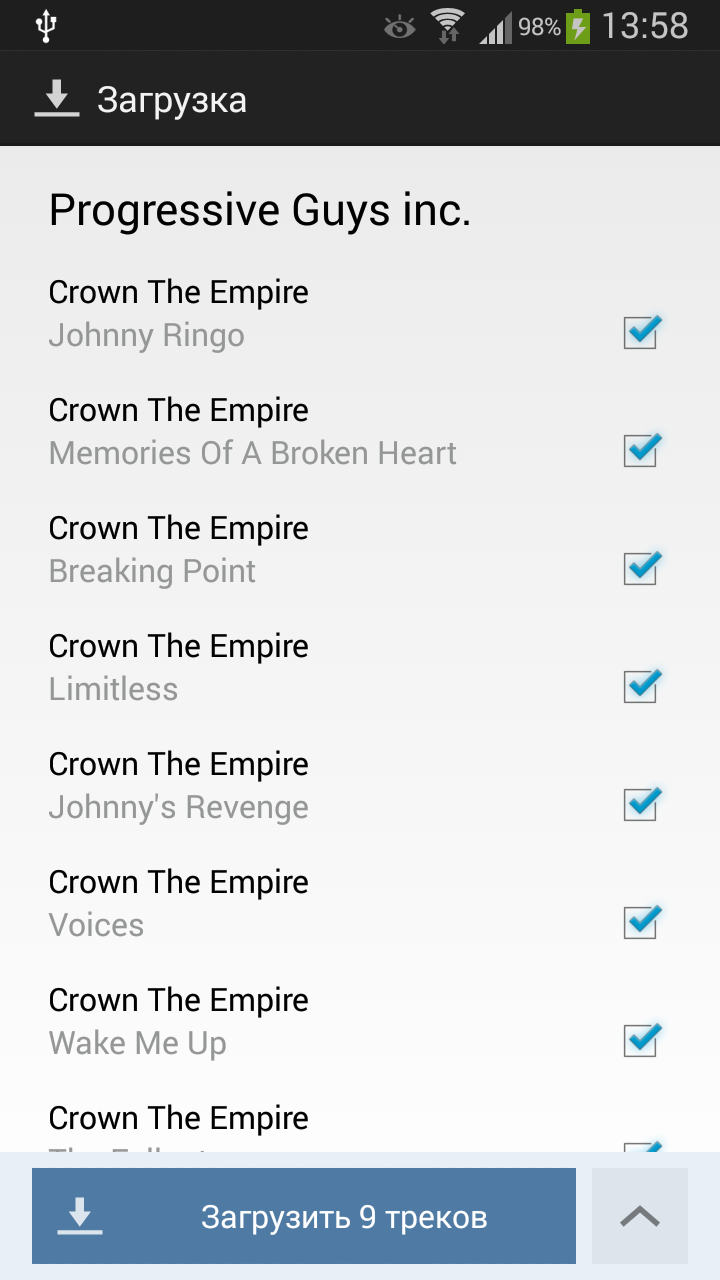 98% 13:58
Загрузка
Progressive Guys inc.
Crown The Empire
Johnny Ringo
Crown The Empire
Memories Of A Broken Heart
Crown The Empire
Breaking Point
Crown The Empire
Limitless
Crown The Empire
Johnny's Revenge
Crown The Empire
Voices
Crown The Empire
Wake Me Up
Crown The Empire
Загрузить 9 треков